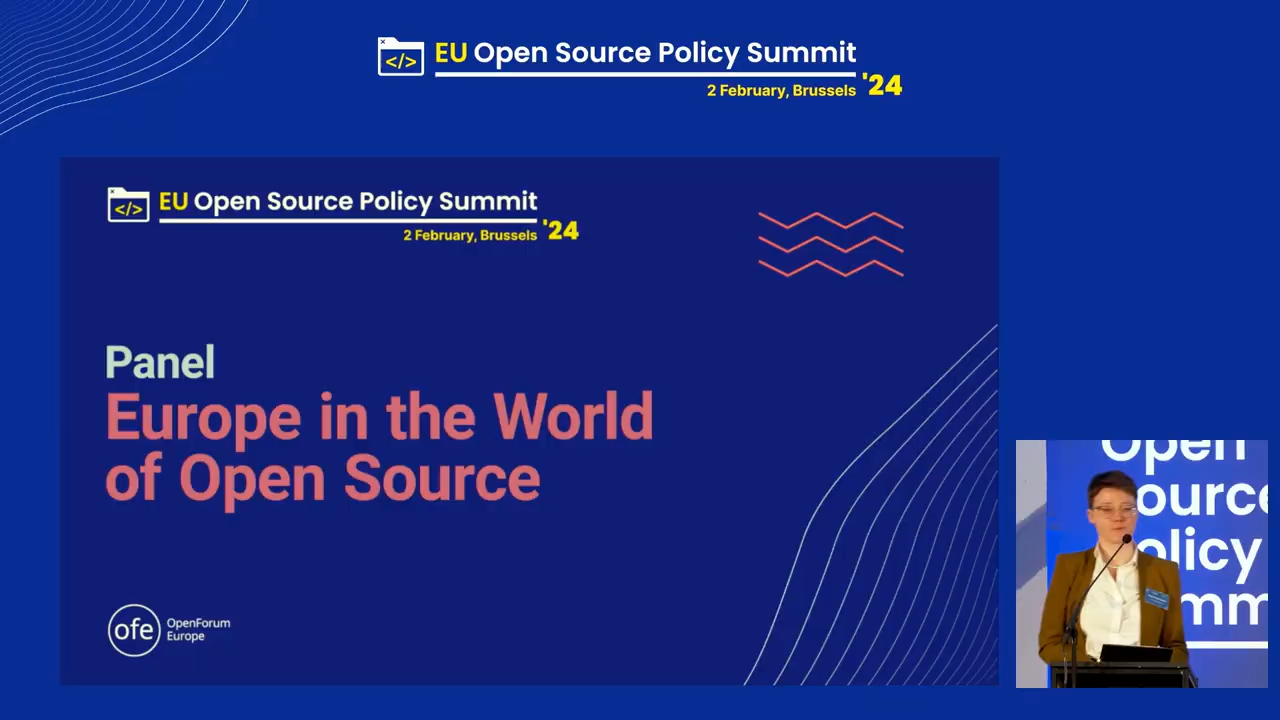 EU Open Source Policy Summit
2 February, Brussels '24
EU Open Source Policy Summit
2 February, Brussels '24
Panel
Europe in the World
of Open Source
ofe OpenForum
Europe
Open
ource
olicy
mm